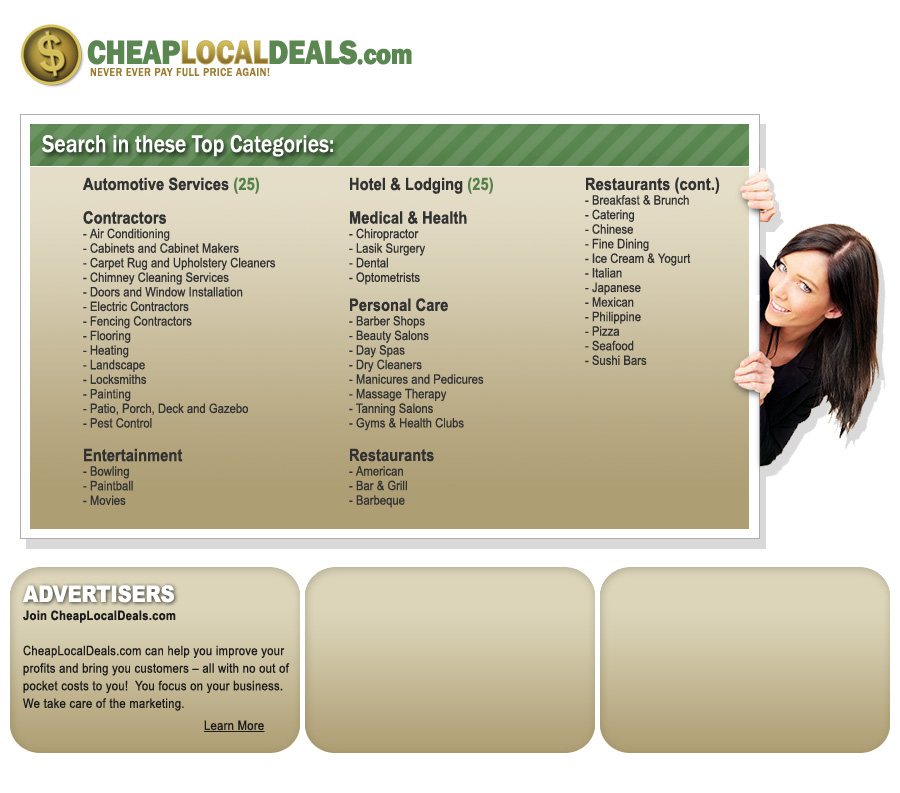 $
CHEAPLOCALDEALS.com
NEVER EVER PAY FULL PRICE AGAIN!
Search in these Top Categories:
Automotive Services (25)
Contractors
- Air Conditioning
- Cabinets and Cabinet Makers
- Carpet Rug and Upholstery Cleaners
- Chimney Cleaning Services
- Doors and Window Installation
- Electric Contractors
- Fencing Contractors
- Flooring
- Heating
- Landscape
- Locksmiths
- Painting
- Patio, Porch, Deck and Gazebo
- Pest Control
Entertainment
- Bowling
- Paintball
- Movies
Hotel & Lodging (25)
Medical & Health
- Chiropractor
- Lasik Surgery
- Dental
- Optometrists
Personal Care
- Barber Shops
- Beauty Salons
- Day Spas
- Dry Cleaners
- Manicures and Pedicures
- Massage Therapy
- Tanning Salons
- Gyms & Health Clubs
Restaurants
- American
- Bar & Grill
- Barbeque
Restaurants (cont.)
- Breakfast & Brunch
- Catering
- Chinese
- Fine Dining
- Ice Cream & Yogurt
- Italian
- Japanese
- Mexican
- Philippine
- Pizza
- Seafood
- Sushi Bars
ADVERTISERS
Join CheapLocalDeals.com
CheapLocalDeals.com can help you improve your
profits and bring you customers – all with no out of
pocket costs to you!  You focus on your business.
We take care of the marketing.
Learn More